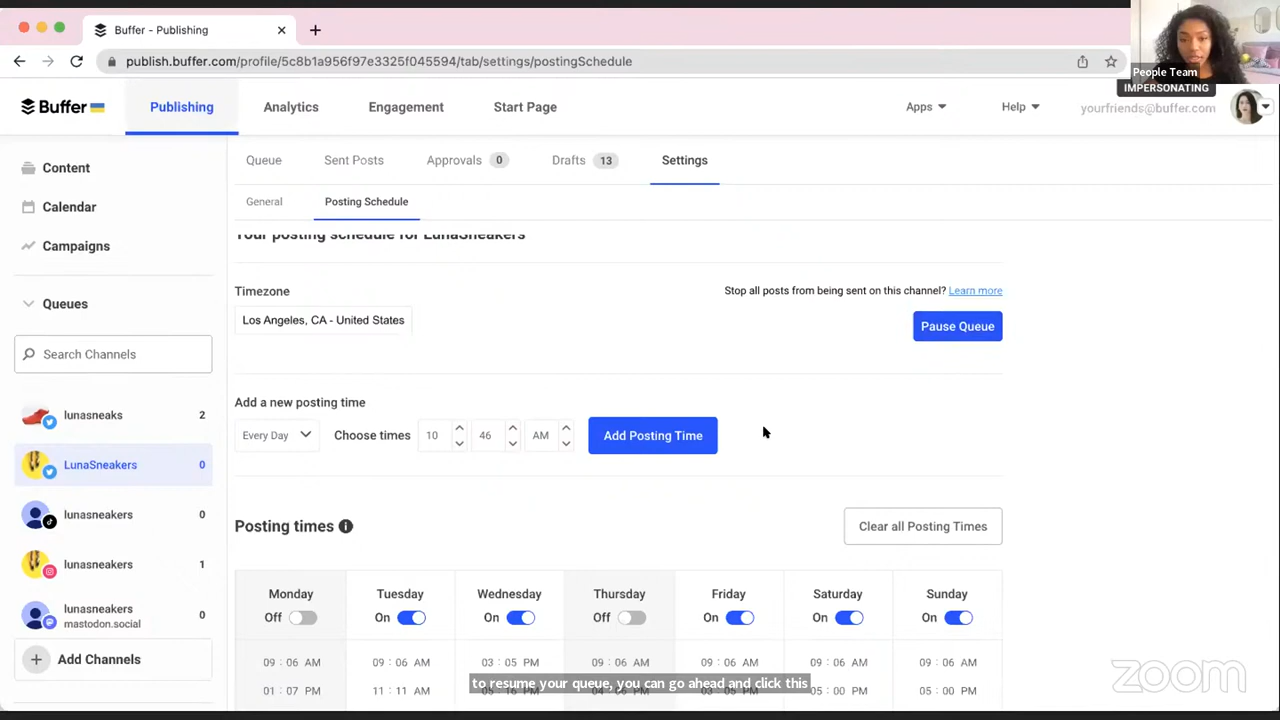 Buffer - Publishing
publish.buffer.com/profile/5c8b1a956f97e3325f045594/tab/settings/postingSchedule
People Team
IMPERSONATING
Buffer
Publishing
Analytics
Engagement
Start Page
Apps
Help
yourfriends@buffer.com
Content
Calendar
Campaigns
Queues
Search Channels
lunasneaks 2
LunaSneakers 0
lunasneakers 0
lunasneakers 1
lunasneakers 0
mastodon.social
Add Channels
Queue
Sent Posts
Approvals 0
Drafts 13
Settings
General
Posting Schedule
Your posting schedule for LunaSneakers
Timezone
Los Angeles, CA - United States
Stop all posts from being sent on this channel? Learn more
Pause Queue
Add a new posting time
Every Day
Choose times
10
46
AM
Add Posting Time
Posting times
Clear all Posting Times
Monday Tuesday Wednesday Thursday Friday Saturday Sunday
Off On On Off On On On
09 : 06 AM 09 : 06 AM 03 : 05 PM 09 : 06 AM 09 : 06 AM 09 : 06 AM 09 : 06 AM
01 : 07 PM 11 : 11 AM 05 : 00 PM 05 : 00 PM
to resume your queue, you can go ahead and click this
zoom